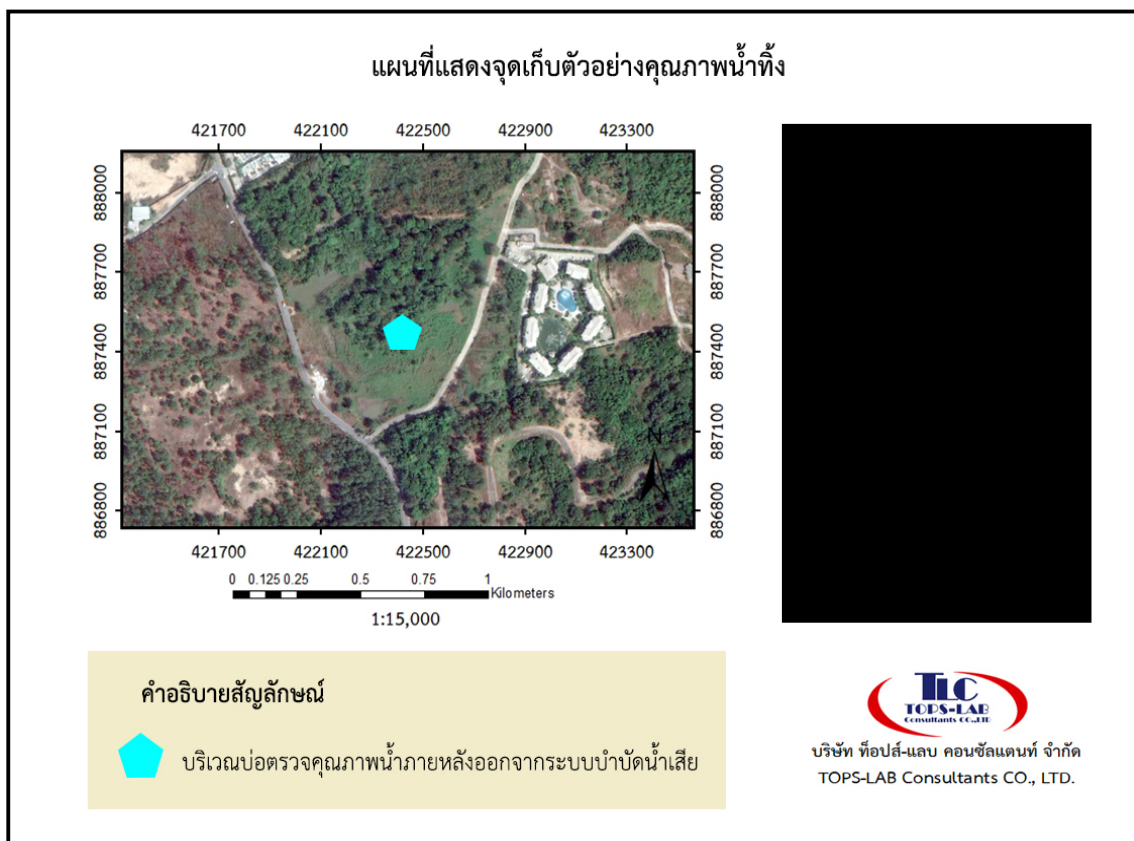 แผนที่แสดงจุดเก็บตัวอย่างคุณภาพน้ำทิ้ง
421700 422100 422500 422900 423300
888000 888000
887700 887700
887400 887400
887100 887100
886800 886800
N
421700 422100 422500 422900 423300
0 0.125 0.25 0.5 0.75 1
Kilometers
1:15,000
คำอธิบายสัญลักษณ์
บริเวณบ่อตรวจคุณภาพน้ำภายหลังออกจากระบบบำบัดน้ำเสีย
TLC
TOPS-LAB
Consultants CO.,LTD
บริษัท ท็อปส์-แลบ คอนซัลแตนท์ จำกัด
TOPS-LAB Consultants CO., LTD.